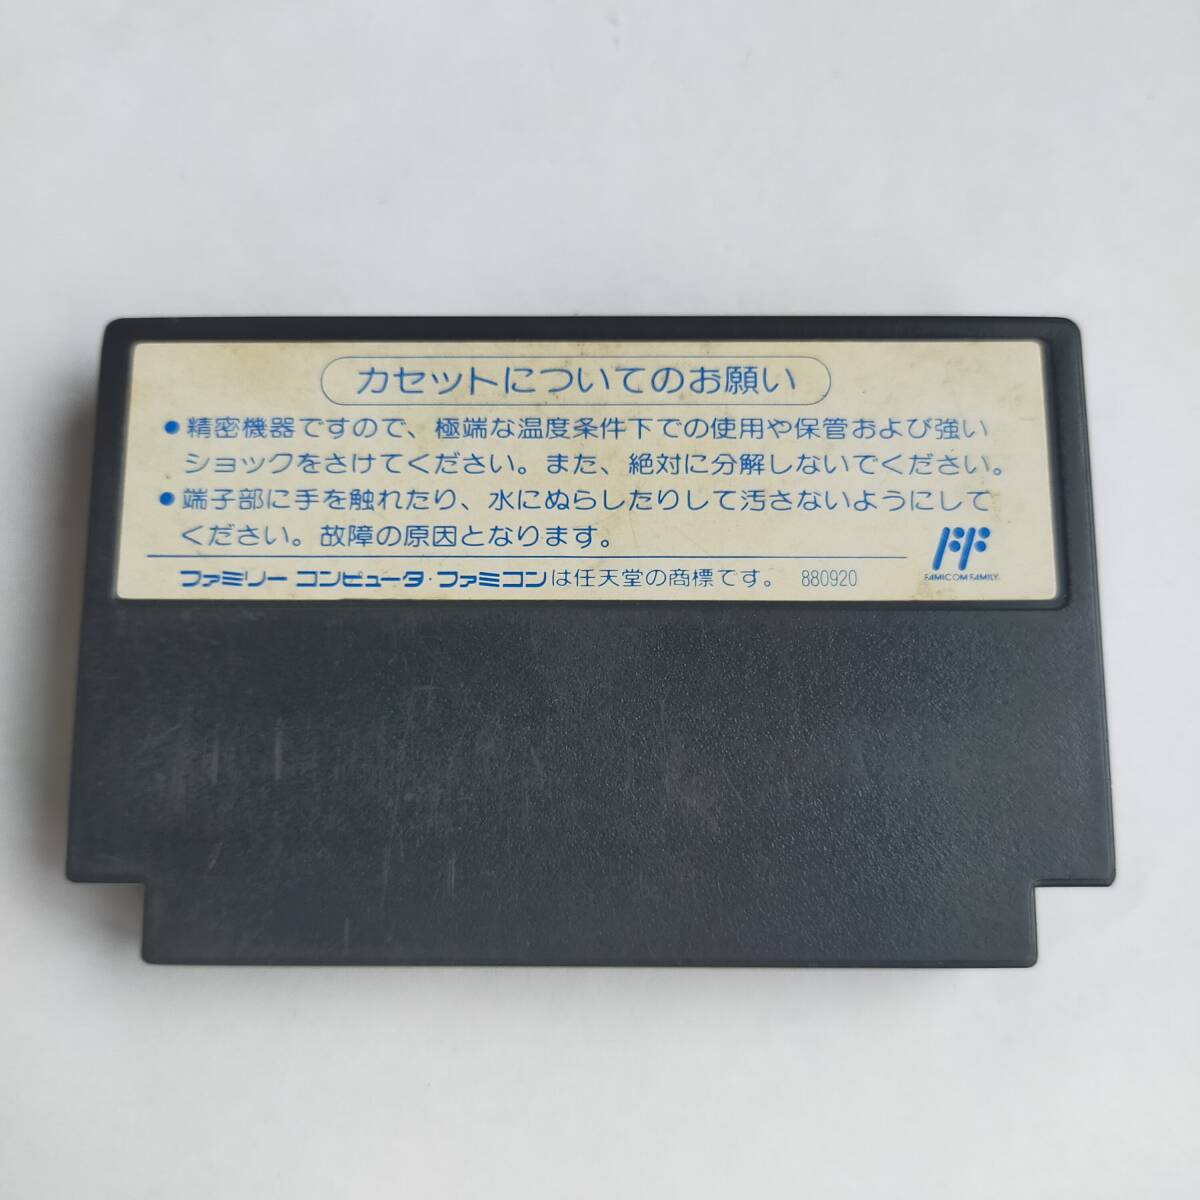 カセットについてのお願い
●精密機器ですので、極端な温度条件下での使用や保管および強い
ショックをさけてください。また、絶対に分解しないでください。
●端子部に手を触れたり、水にぬらしたりして汚さないようにして
ください。故障の原因となります。
FF
FAMICOM FAMILY
ファミリー コンピュータ・ファミコンは任天堂の商標です。 880920